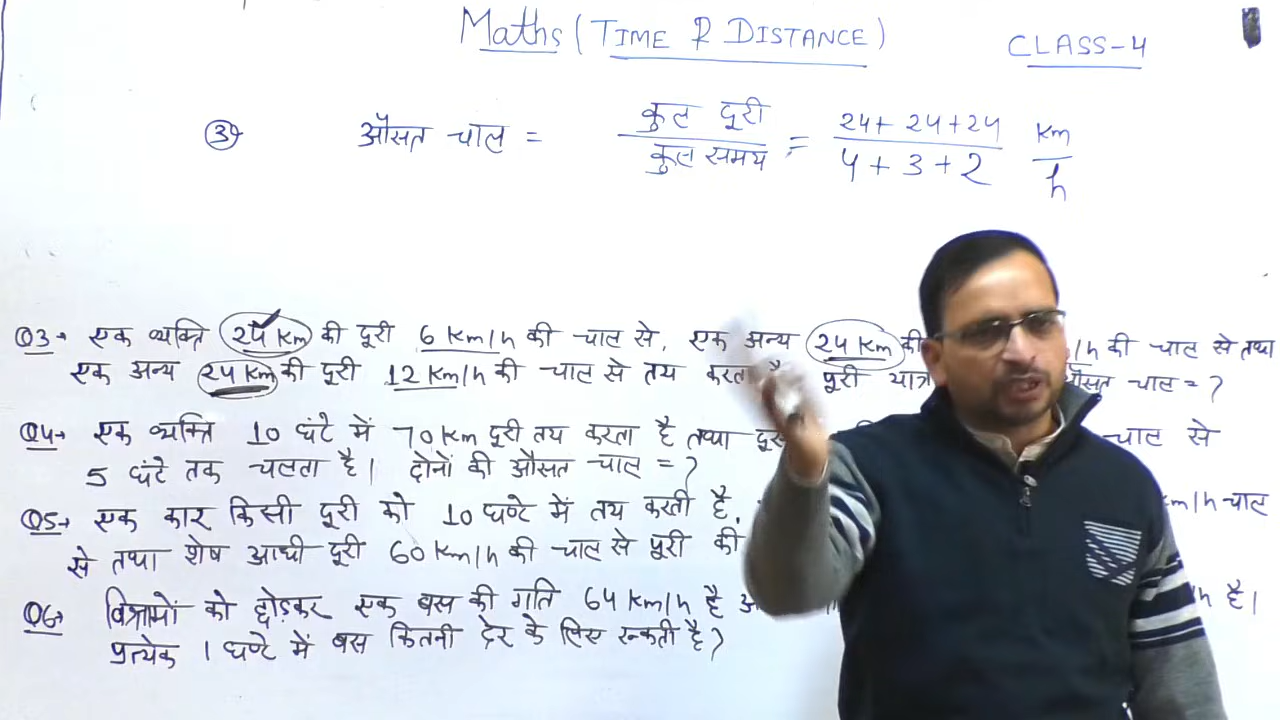 Maths (TIME & DISTANCE) CLASS-4
③→ औसत चाल = कुल दूरी / कुल समय = 24+24+24 / 4+3+2 Km/h
Q3→ एक व्यक्ति 24 Km की दूरी 6 Km/h की चाल से, एक अन्य 24 Km की /h की चाल से तथा
एक अन्य 24 Km की दूरी 12 Km/h की चाल से तय करता है पूरी औसत चाल = ?
Q4→ एक व्यक्ति 10 घंटे में 70 Km दूरी तय करता है तथा चाल से
5 घंटे तक चलता है। दोनों की औसत चाल = ?
Q5→ एक कार किसी दूरी को 10 घण्टे में तय करती है, Km/h चाल
से तथा शेष आधी दूरी 60 Km/h की चाल से पूरी की
Q6→ विश्रामों को छोड़कर एक बस की गति 64 Km/h है /h है।
प्रत्येक 1 घण्टे में बस कितनी देर के लिए रुकती है?